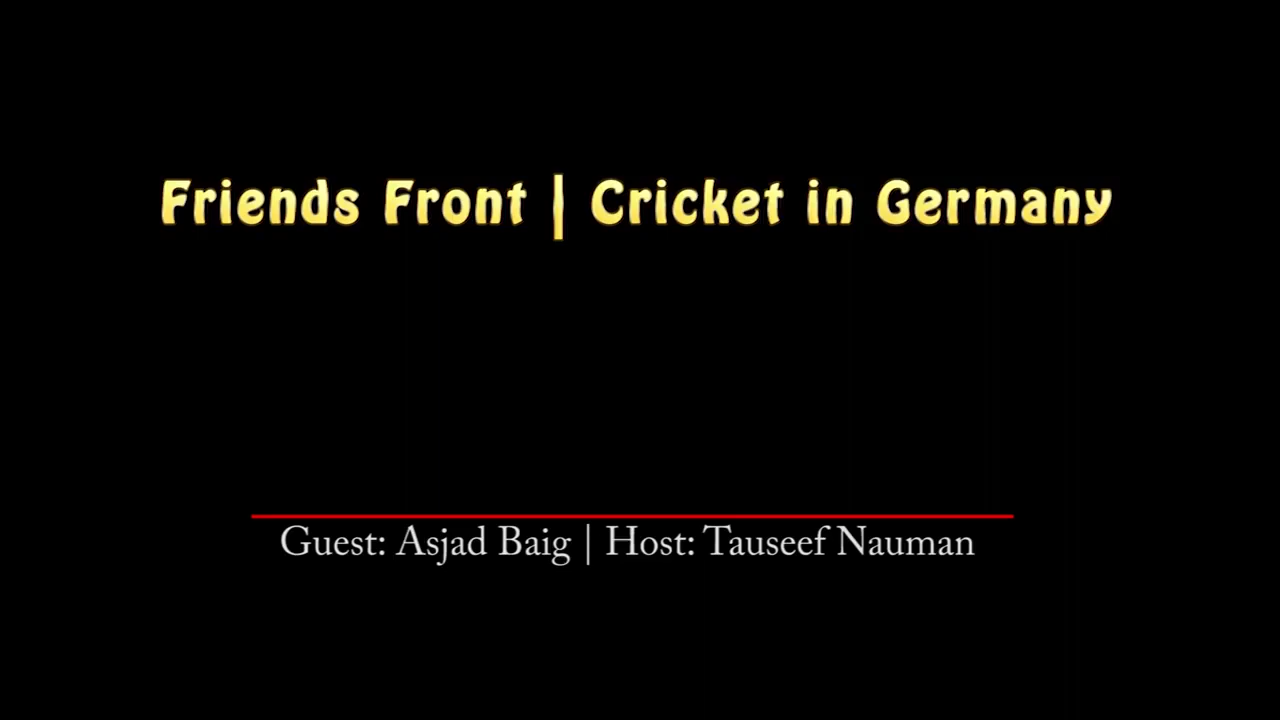 Friends Front | Cricket in Germany
Guest: Asjad Baig | Host: Tauseef Nauman